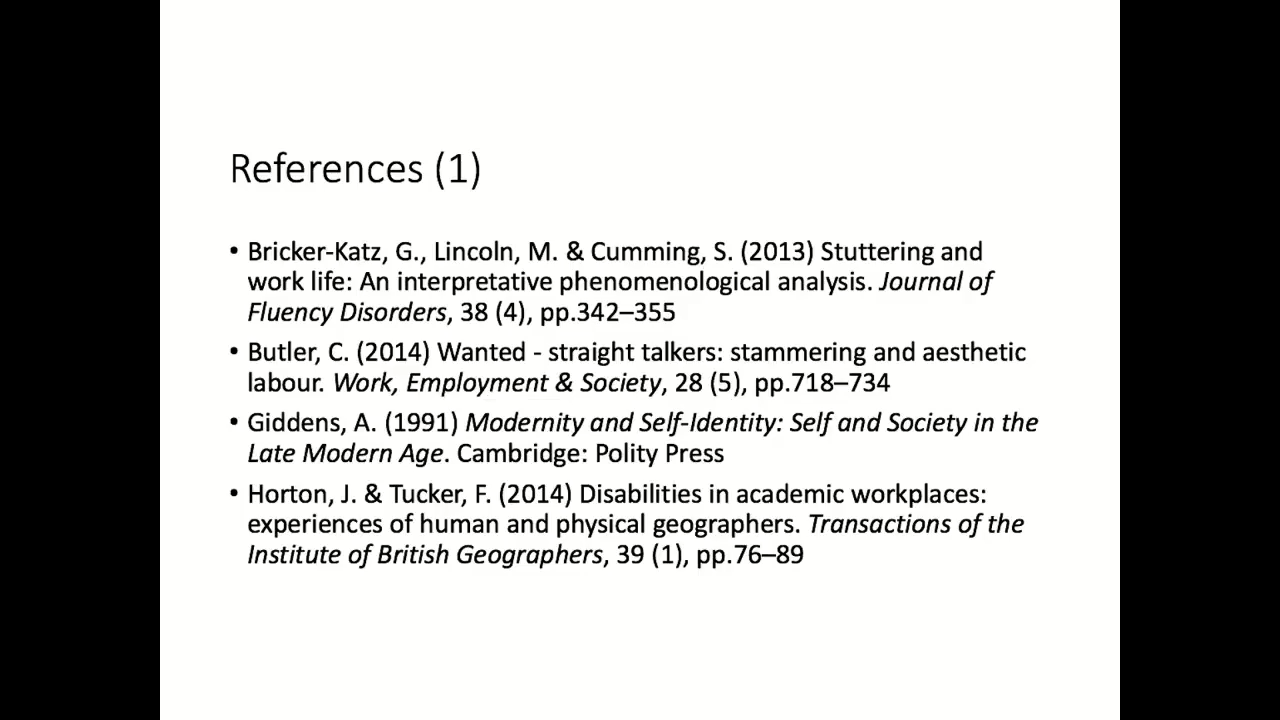 References (1)
• Bricker-Katz, G., Lincoln, M. & Cumming, S. (2013) Stuttering and
work life: An interpretative phenomenological analysis. Journal of
Fluency Disorders, 38 (4), pp.342–355
• Butler, C. (2014) Wanted - straight talkers: stammering and aesthetic
labour. Work, Employment & Society, 28 (5), pp.718–734
• Giddens, A. (1991) Modernity and Self-Identity: Self and Society in the
Late Modern Age. Cambridge: Polity Press
• Horton, J. & Tucker, F. (2014) Disabilities in academic workplaces:
experiences of human and physical geographers. Transactions of the
Institute of British Geographers, 39 (1), pp.76–89